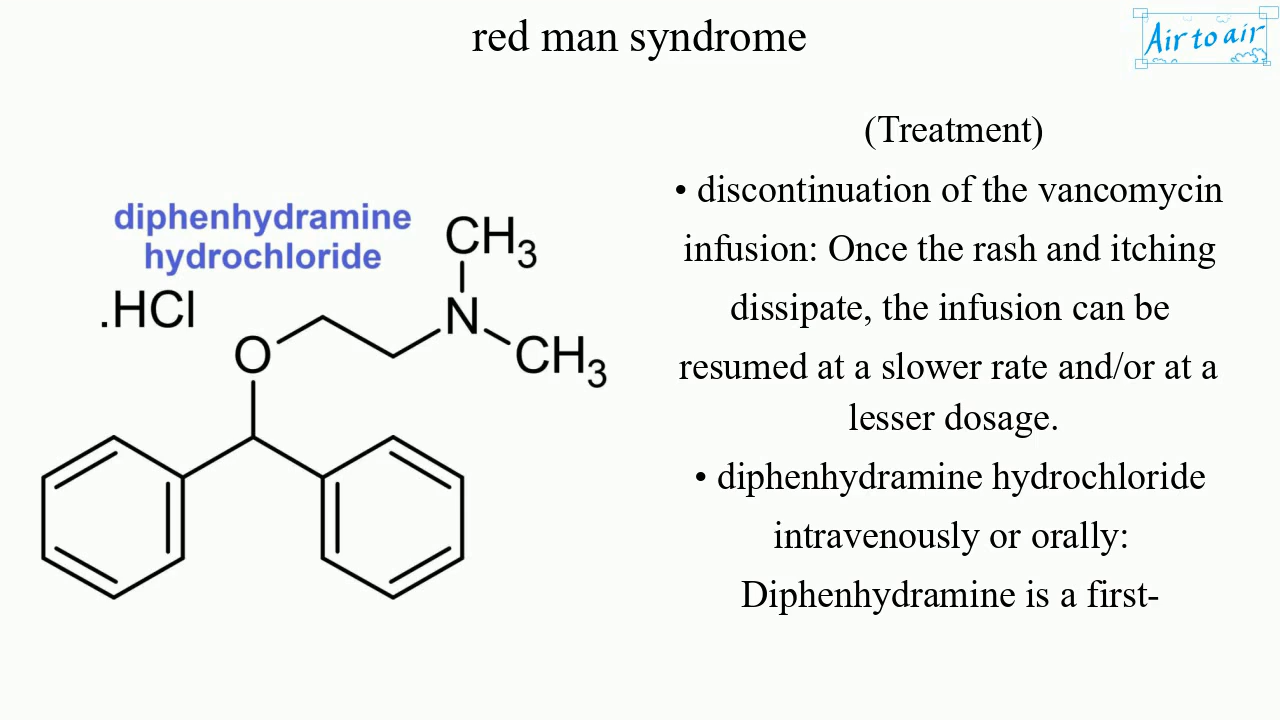 red man syndrome
Air to air
(Treatment)
• discontinuation of the vancomycin
infusion: Once the rash and itching
dissipate, the infusion can be
resumed at a slower rate and/or at a
lesser dosage.
• diphenhydramine hydrochloride
intravenously or orally:
Diphenhydramine is a first-
diphenhydramine
hydrochloride
.HCl
CH3
N
O
CH3